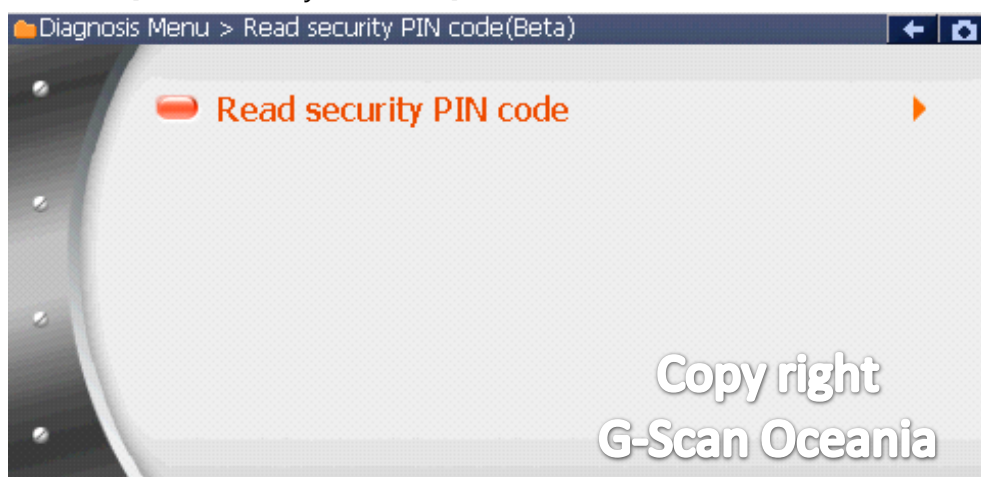 Diagnosis Menu > Read security PIN code(Beta)
Read security PIN code
Copy right
G-Scan Oceania